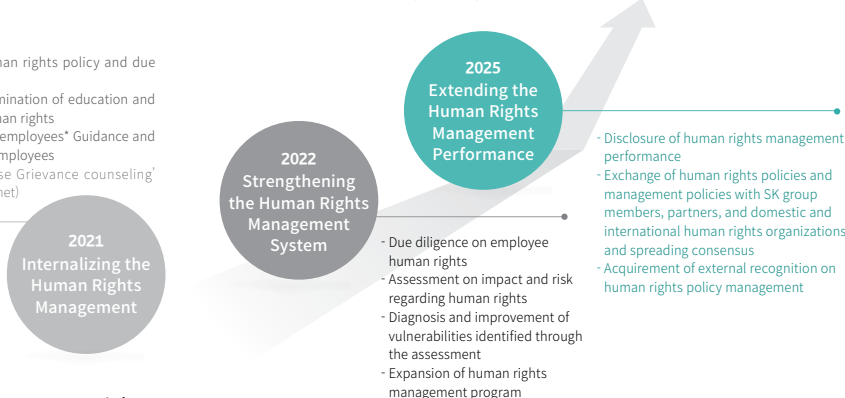 an rights policy and due
mination of education and
an rights
employees* Guidance and
mployees
se Grievance counseling'
net)
2021
Internalizing the
Human Rights
Management
2022
Strengthening
the Human Rights
Management
System
- Due diligence on employee
human rights
- Assessment on impact and risk
regarding human rights
- Diagnosis and improvement of
vulnerabilities identified through
the assessment
- Expansion of human rights
management program
2025
Extending the
Human Rights
Management
Performance
- Disclosure of human rights management
performance
- Exchange of human rights policies and
management policies with SK group
members, partners, and domestic and
international human rights organizations
and spreading consensus
- Acquirement of external recognition on
human rights policy management